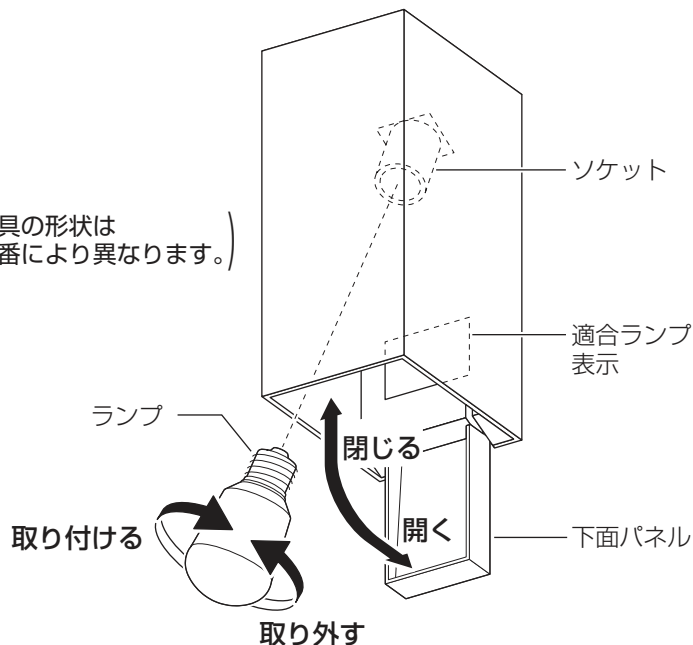 ソケット
具の形状は
番により異なります。)
適合ランプ
表示
ランプ
閉じる
開く
取り付ける
下面パネル
取り外す